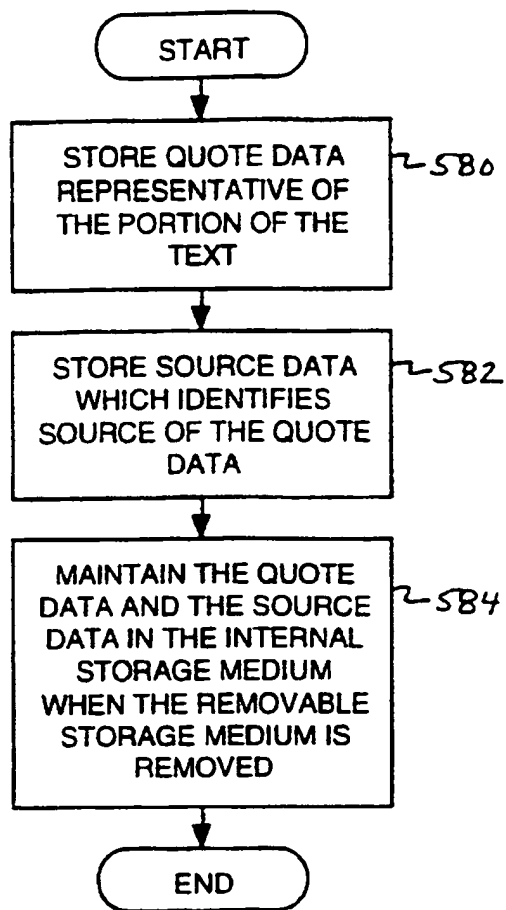 START
STORE QUOTE DATA
REPRESENTATIVE OF
THE PORTION OF THE
TEXT
580
STORE SOURCE DATA
WHICH IDENTIFIES
SOURCE OF THE QUOTE
DATA
582
MAINTAIN THE QUOTE
DATA AND THE SOURCE
DATA IN THE INTERNAL
STORAGE MEDIUM
WHEN THE REMOVABLE
STORAGE MEDIUM IS
REMOVED
584
END